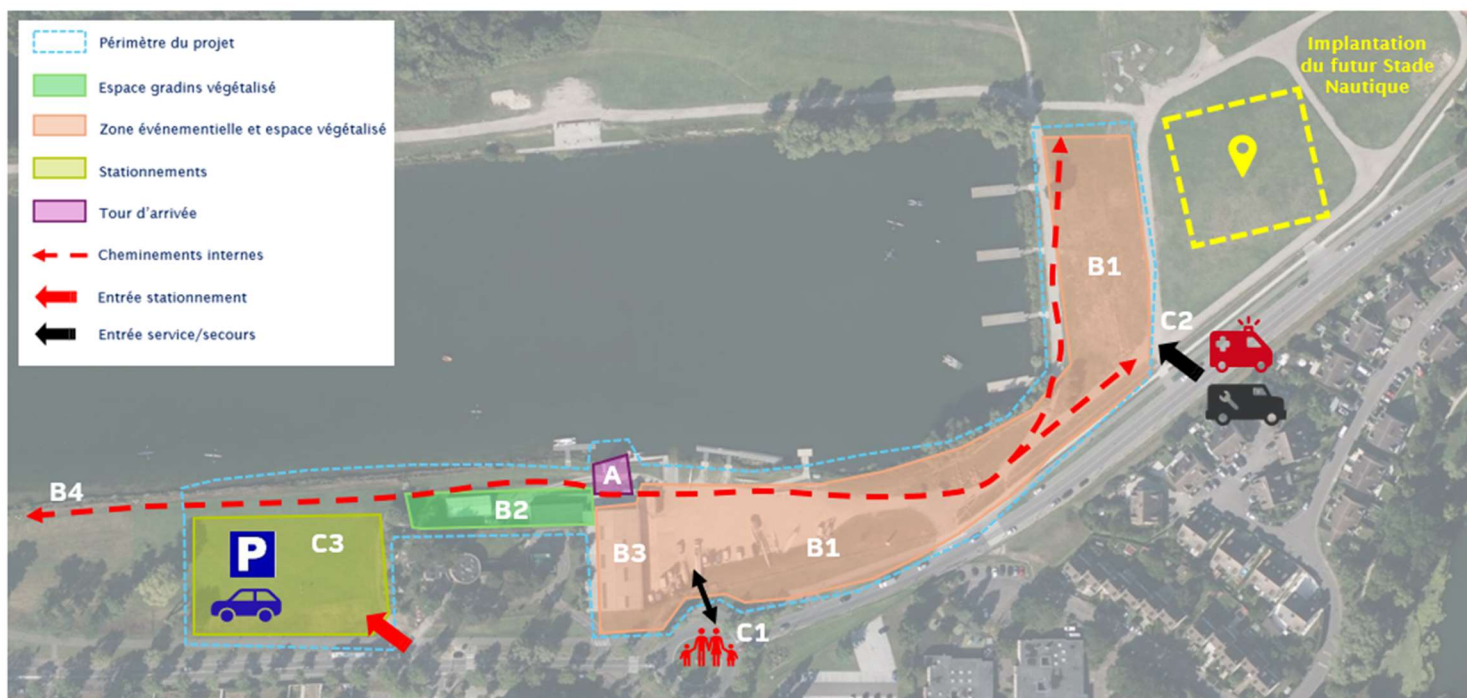 Périmètre du projet
Espace gradins végétalisé
Zone événementielle et espace végétalisé
Stationnements
Tour d'arrivée
Cheminements internes
Entrée stationnement
Entrée service/secours
Implantation
du futur Stade
Nautique
B1
C2
A
B4
B2
C3
P
B3
B1
C1